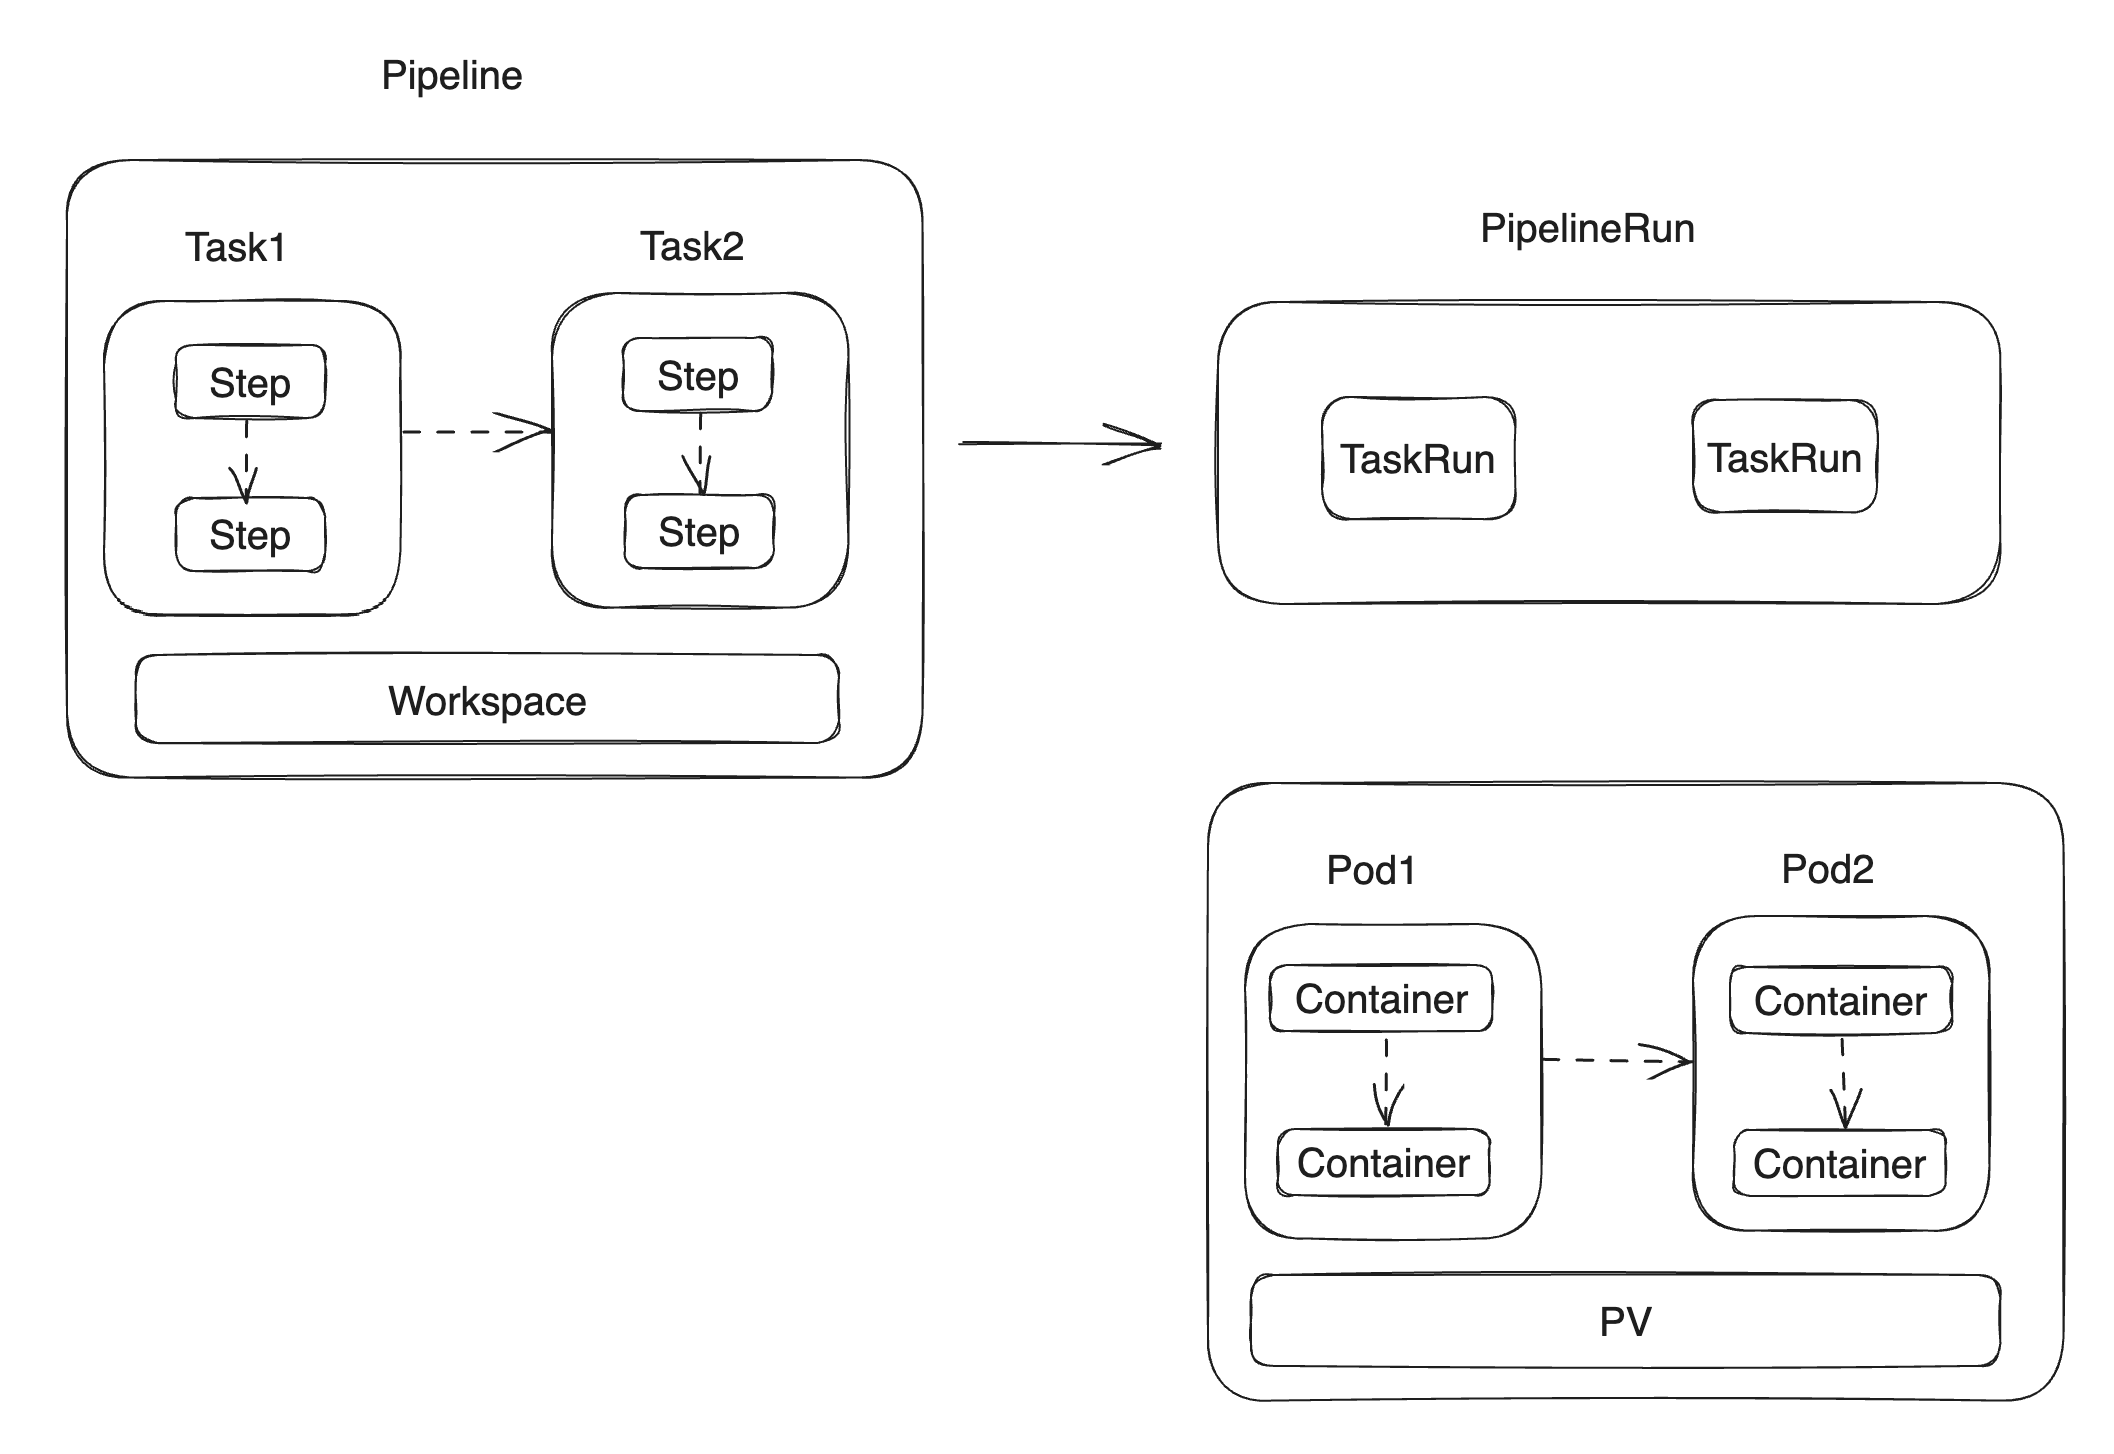 Pipeline
Task1
Task2
Step
Step
Step
Step
Workspace
PipelineRun
TaskRun
TaskRun
Pod1
Pod2
Container
Container
Container
Container
PV